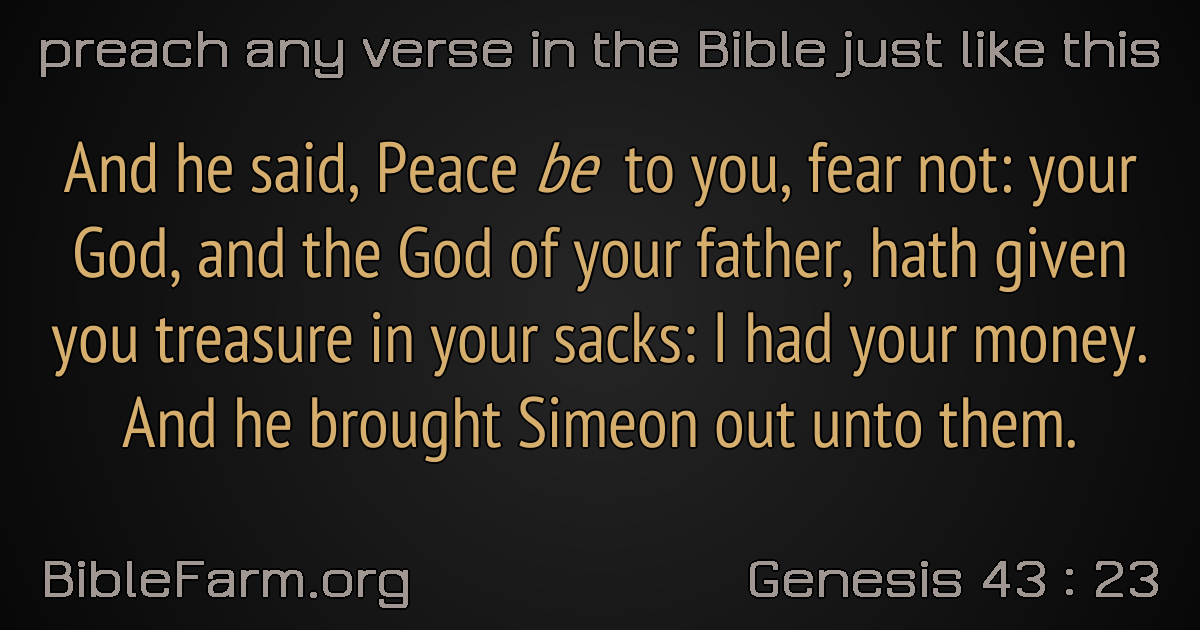 preach any verse in the Bible just like this
And he said, Peace be to you, fear not: your
God, and the God of your father, hath given
you treasure in your sacks: I had your money.
And he brought Simeon out unto them.
BibleFarm.org
Genesis 43 : 23